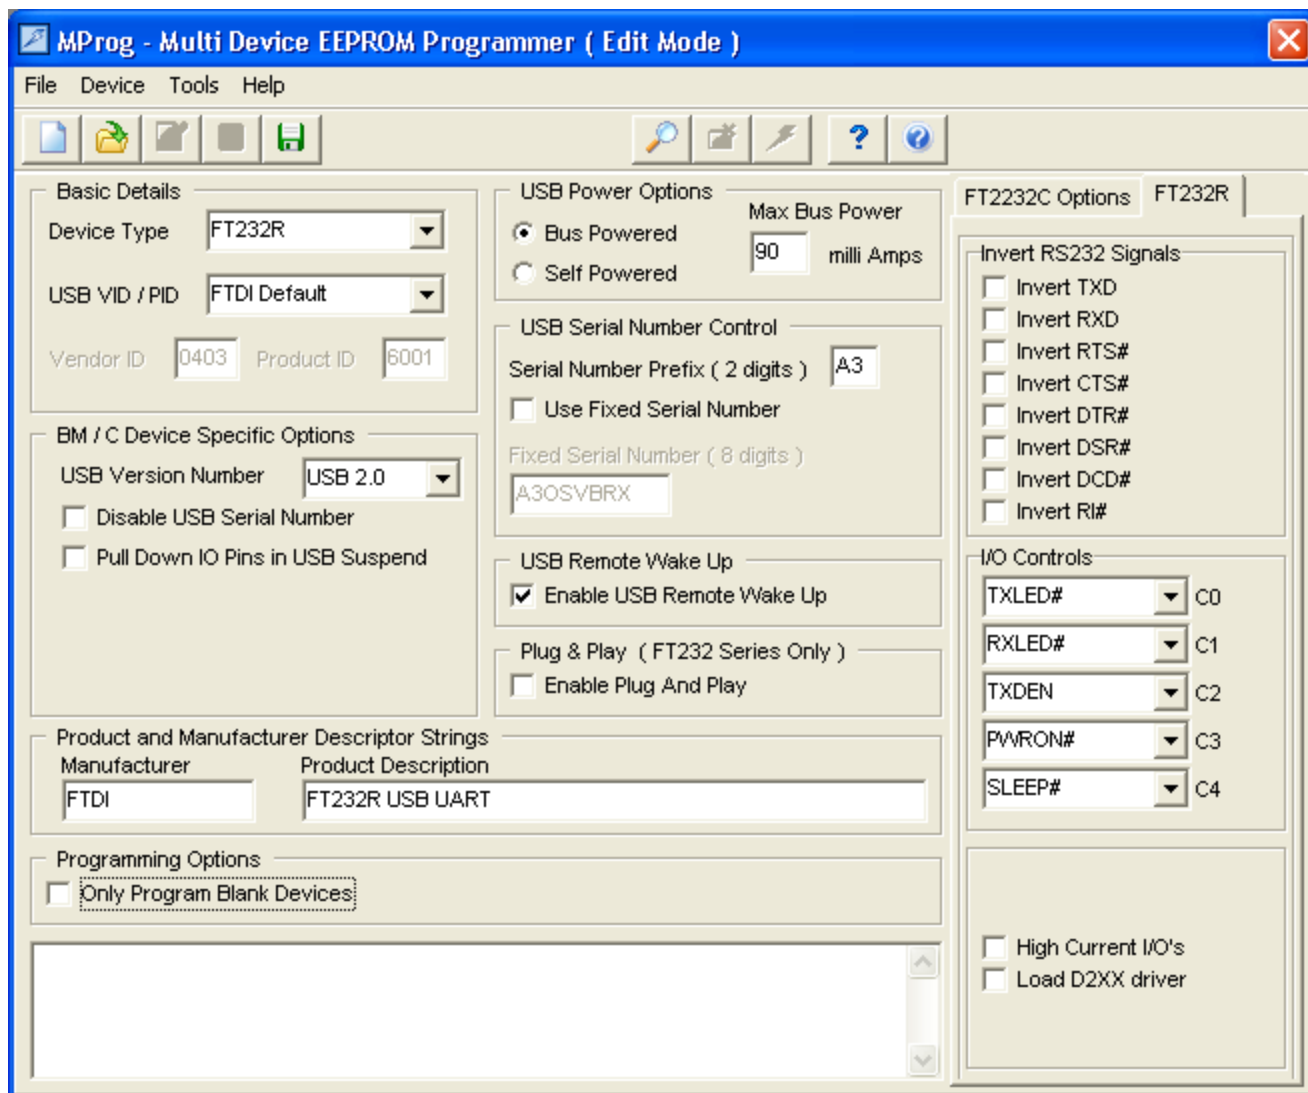 MProg - Multi Device EEPROM Programmer ( Edit Mode )
File Device Tools Help
Basic Details
Device Type FT232R
USB VID / PID FTDI Default
Vendor ID 0403 Product ID 6001
BM / C Device Specific Options
USB Version Number USB 2.0
Disable USB Serial Number
Pull Down IO Pins in USB Suspend
USB Power Options
Max Bus Power
Bus Powered
90 milli Amps
Self Powered
USB Serial Number Control
Serial Number Prefix ( 2 digits ) A3
Use Fixed Serial Number
Fixed Serial Number ( 8 digits )
A3OSVBRX
USB Remote Wake Up
Enable USB Remote Wake Up
Plug & Play ( FT232 Series Only )
Enable Plug And Play
Product and Manufacturer Descriptor Strings
Manufacturer Product Description
FTDI FT232R USB UART
Programming Options
Only Program Blank Devices
FT2232C Options FT232R
Invert RS232 Signals
Invert TXD
Invert RXD
Invert RTS#
Invert CTS#
Invert DTR#
Invert DSR#
Invert DCD#
Invert RI#
I/O Controls
TXLED# C0
RXLED# C1
TXDEN C2
PWRON# C3
SLEEP# C4
High Current I/O's
Load D2XX driver